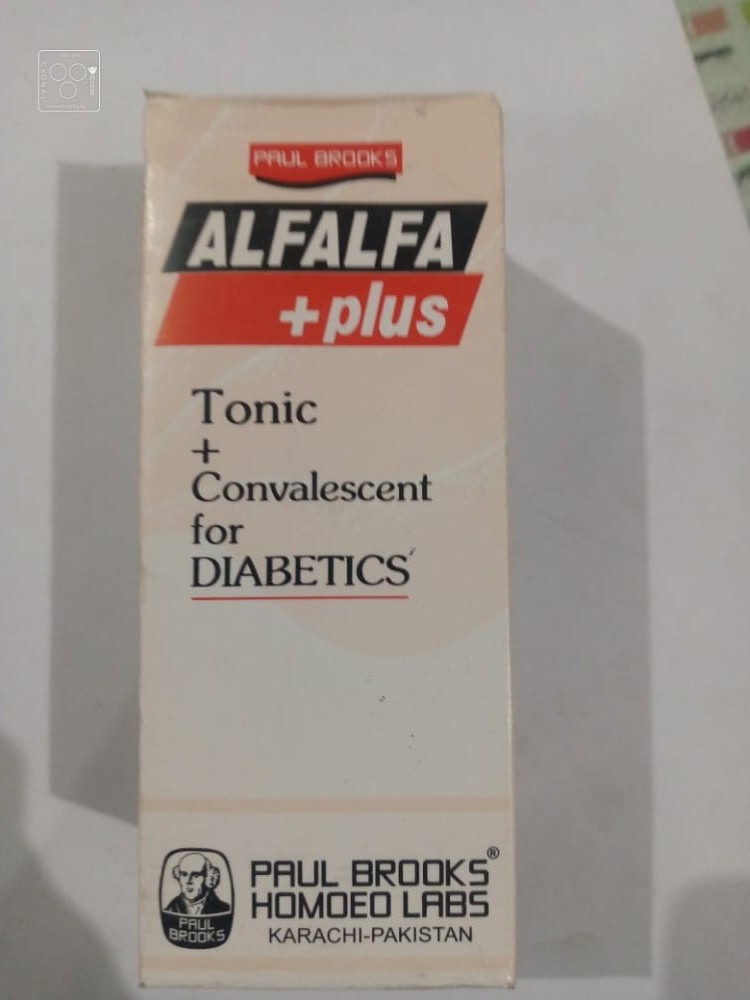 PAUL BROOKS
ALFALFA
+plus
Tonic
+
Convalescent
for
DIABETICS
PAUL
BROOKS
PAUL BROOKS®
HOMOEO LABS
KARACHI-PAKISTAN